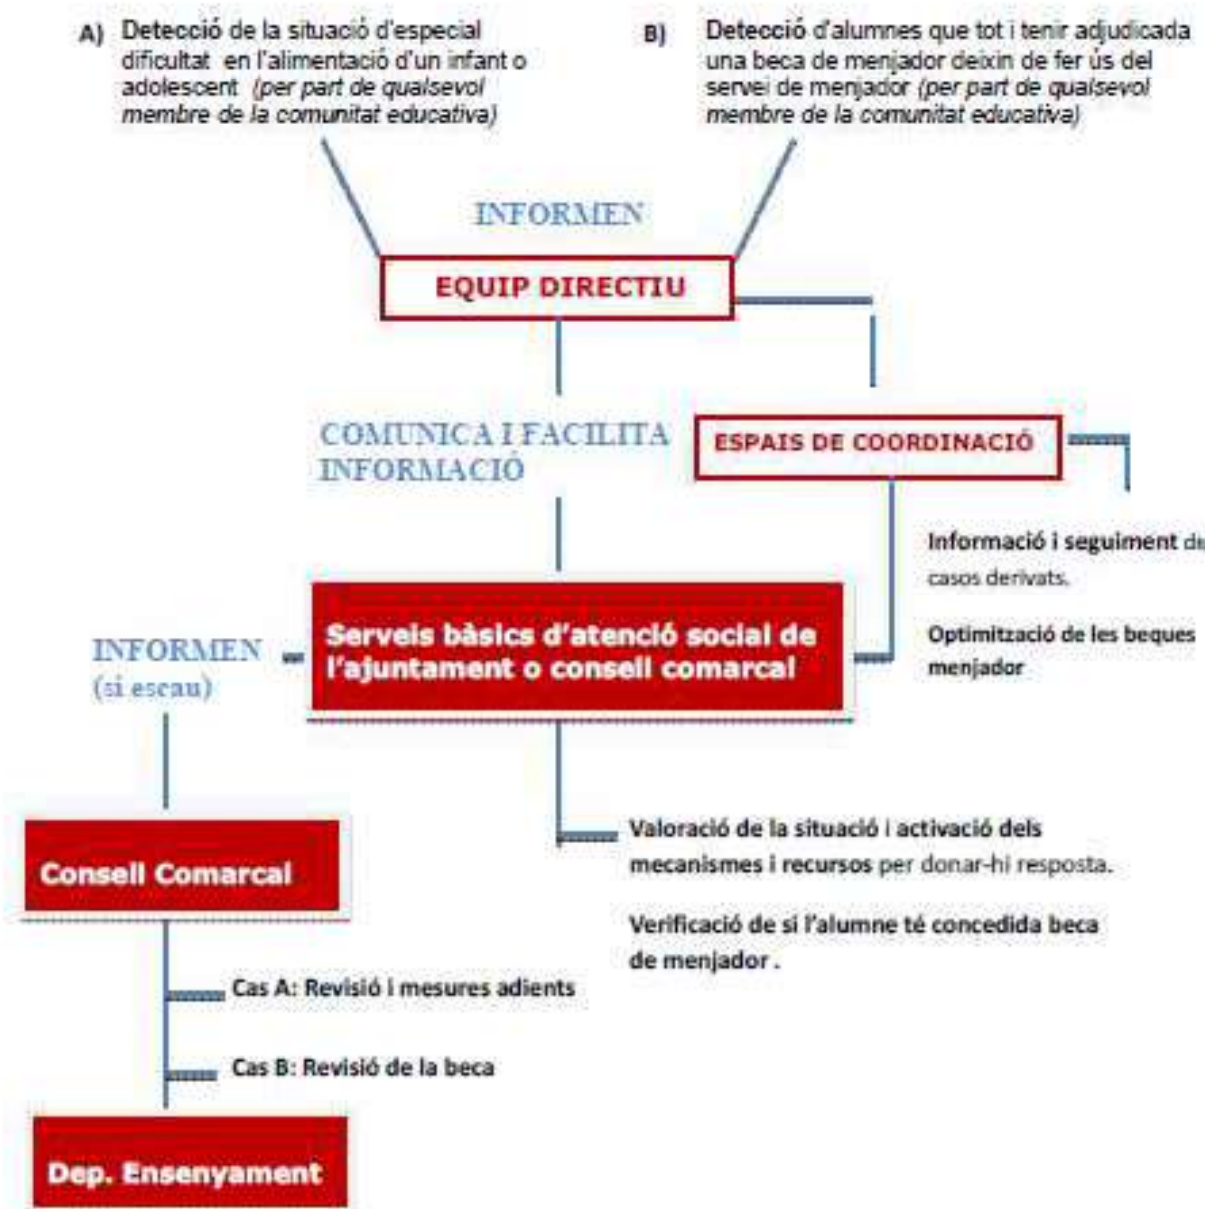 A) Detecció de la situació d'especial
dificultat en l'alimentació d'un infant o
adolescent (per part de qualsevol
membre de la comunitat educativa)
B) Detecció d'alumnes que tot i tenir adjudicada
una beca de menjador deixin de fer ús del
servei de menjador (per part de qualsevol
membre de la comunitat educativa)
INFORMEN
EQUIP DIRECTIU
COMUNICA I FACILITA
INFORMACIÓ
ESPAIS DE COORDINACIÓ
Informació i seguiment
casos derivats.
Optimització de les beques
menjador
Serveis bàsics d'atenció social de
l'ajuntament o consell comarcal
INFORMEN
(si escau)
Valoració de la situació i activació dels
mecanismes i recursos per donar-hi resposta.
Verificació de si l'alumne té concedida beca
de menjador .
Consell Comarcal
Cas A: Revisió i mesures adients
Cas B: Revisió de la beca
Dep. Ensenyament